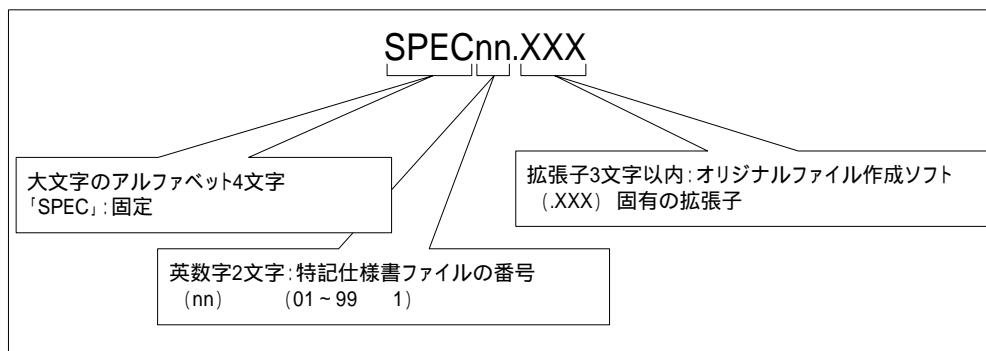 SPECnn.XXX
大文字のアルファベット4文字
「SPEC」:固定
拡張子3文字以内:オリジナルファイル作成ソフト
(.XXX) 固有の拡張子
英数字2文字:特記仕様書ファイルの番号
(nn) (01~99 1)